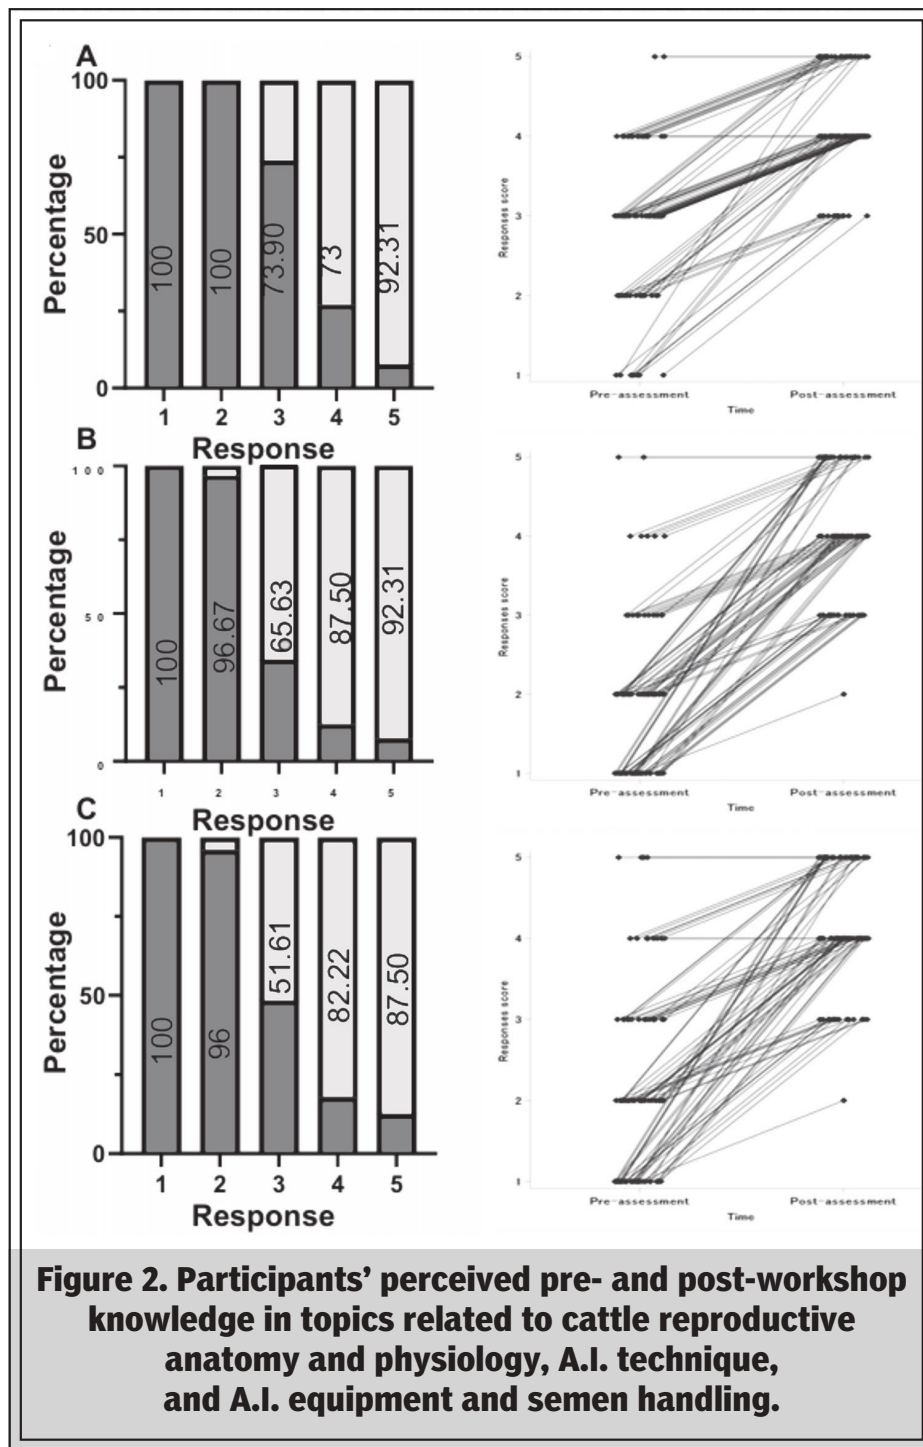 A
100
50
0
Percentage
100
100
73.90
73
92.31
1 2 3 4 5
Response
5
4
3
2
1
Responses score
Pre-assessment Post-assessment
Time
B
100
50
0
Percentage
100
96.67
65.63
87.50
92.31
1 2 3 4 5
Response
5
4
3
2
1
Responses score
Pre-assessment Post-assessment
Time
C
100
50
0
Percentage
100
96
51.61
82.22
87.50
1 2 3 4 5
Response
5
4
3
2
1
Responses score
Pre-assessment Post-assessment
Time
Figure 2. Participants’ perceived pre- and post-workshop
knowledge in topics related to cattle reproductive
anatomy and physiology, A.I. technique,
and A.I. equipment and semen handling.